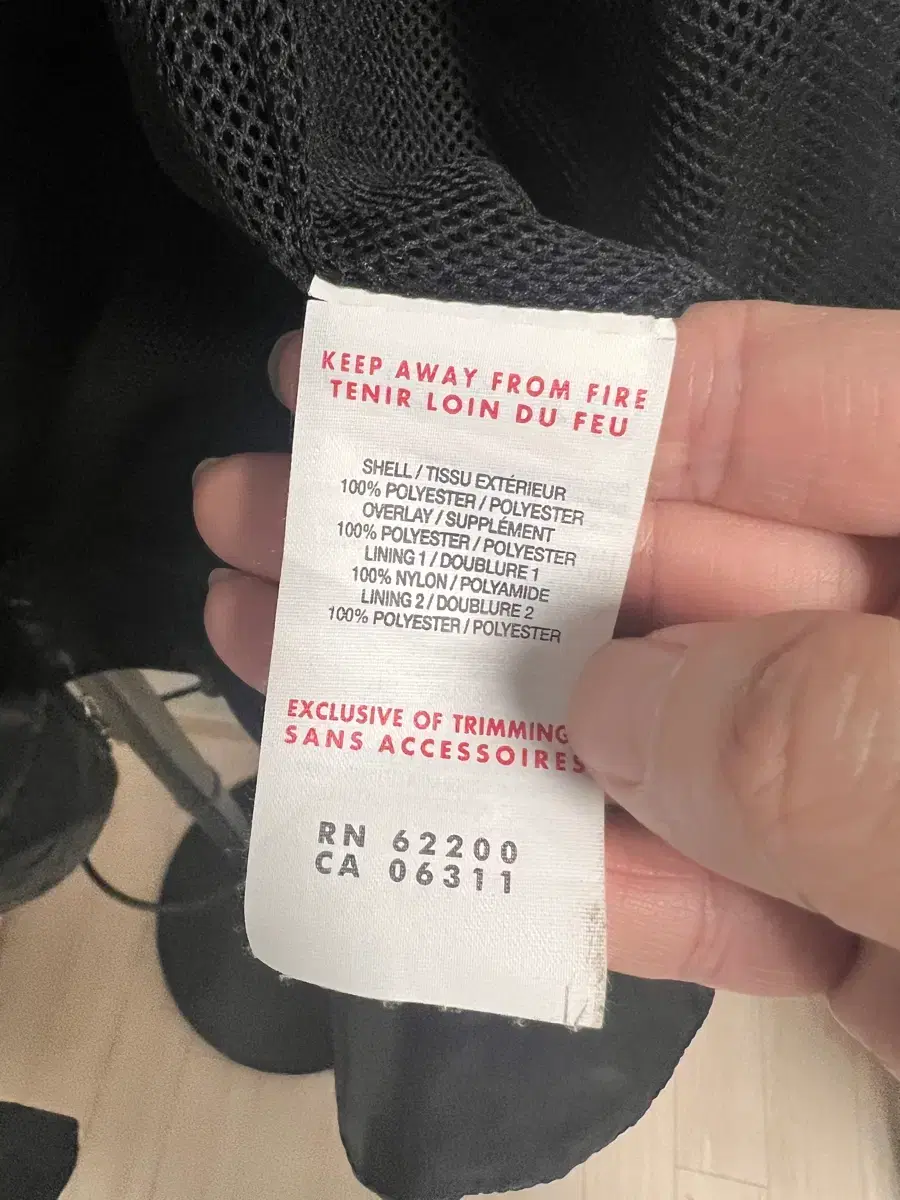 KEEP AWAY FROM FIRE
TENIR LOIN DU FEU
SHELL / TISSU EXTÉRIEUR
100% POLYESTER / POLYESTER
OVERLAY / SUPPLÉMENT
100% POLYESTER / POLYESTER
LINING 1 / DOUBLURE 1
100% NYLON / POLYAMIDE
LINING 2 / DOUBLURE 2
100% POLYESTER / POLYESTER
EXCLUSIVE OF TRIMMING
SANS ACCESSOIRES
RN 62200
CA 06311